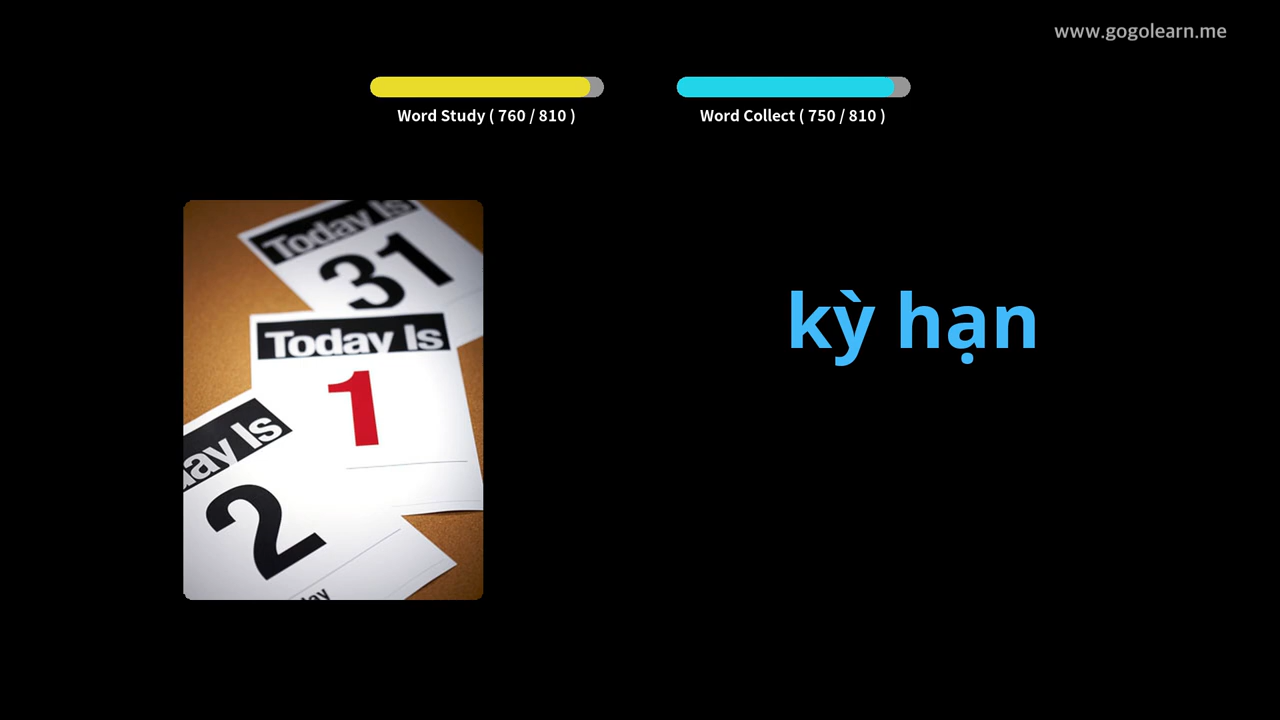 www.gogolearn.me
Word Study ( 760 / 810 )
Word Collect ( 750 / 810 )
Today Is
31
Today Is
1
ay Is
2
kỳ hạn